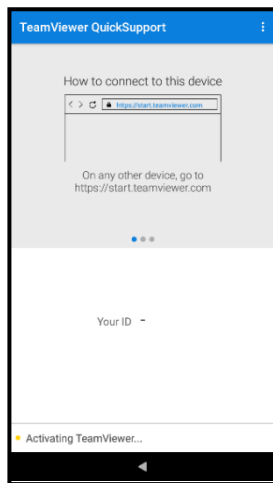 TeamViewer QuickSupport
How to connect to this device
https://start.teamviewer.com
On any other device, go to
https://start.teamviewer.com
Your ID -
Activating TeamViewer...